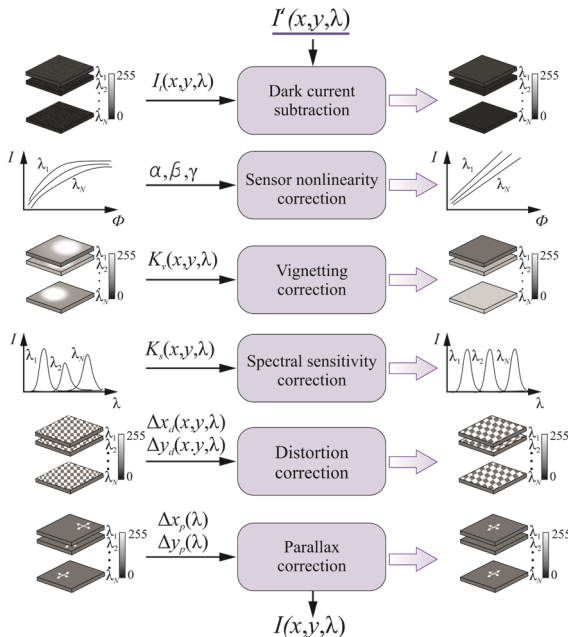 I′(x,y,λ)
λ1 255
λ2
λN 0
I_t(x,y,λ)
Dark current
subtraction
λ1 255
λ2
λN 0
I
λ1
λN
Φ
α,β,γ
Sensor nonlinearity
correction
I
λ1
λN
Φ
λ1 255
λ2
λN 0
K_v(x,y,λ)
Vignetting
correction
λ1 255
λ2
λN 0
I
λ1 λ2 λN
λ
K_s(x,y,λ)
Spectral sensitivity
correction
I
λ1 λ2 λN
λ
λ1 255
λ2
λN 0
Δx_d(x,y,λ)
Δy_d(x.y,λ)
Distortion
correction
λ1 255
λ2
λN 0
λ1 255
λ2
λN 0
Δx_p(λ)
Δy_p(λ)
Parallax
correction
λ1 255
λ2
λN 0
I(x,y,λ)